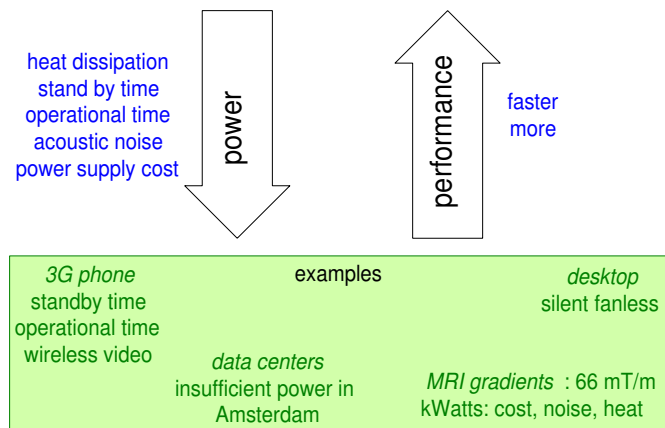 heat dissipation
stand by time
operational time
acoustic noise
power supply cost
power
performance
faster
more
examples
3G phone
standby time
operational time
wireless video
data centers
insufficient power in
Amsterdam
desktop
silent fanless
MRI gradients : 66 mT/m
kWatts: cost, noise, heat